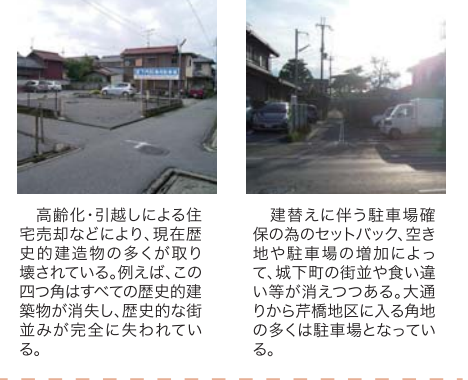 高齢化・引越しによる住
宅売却などにより、現在歴
史的建造物の多くが取り
壊されている。例えば、この
四つ角はすべての歴史的建
築物が消失し、歴史的な街
並みが完全に失われてい
る。
建替えに伴う駐車場確
保の為のセットバック、空き
地や駐車場の増加によっ
て、城下町の街並や食い違
い等が消えつつある。大通
りから芹橋地区に入る角地
の多くは駐車場となってい
る。